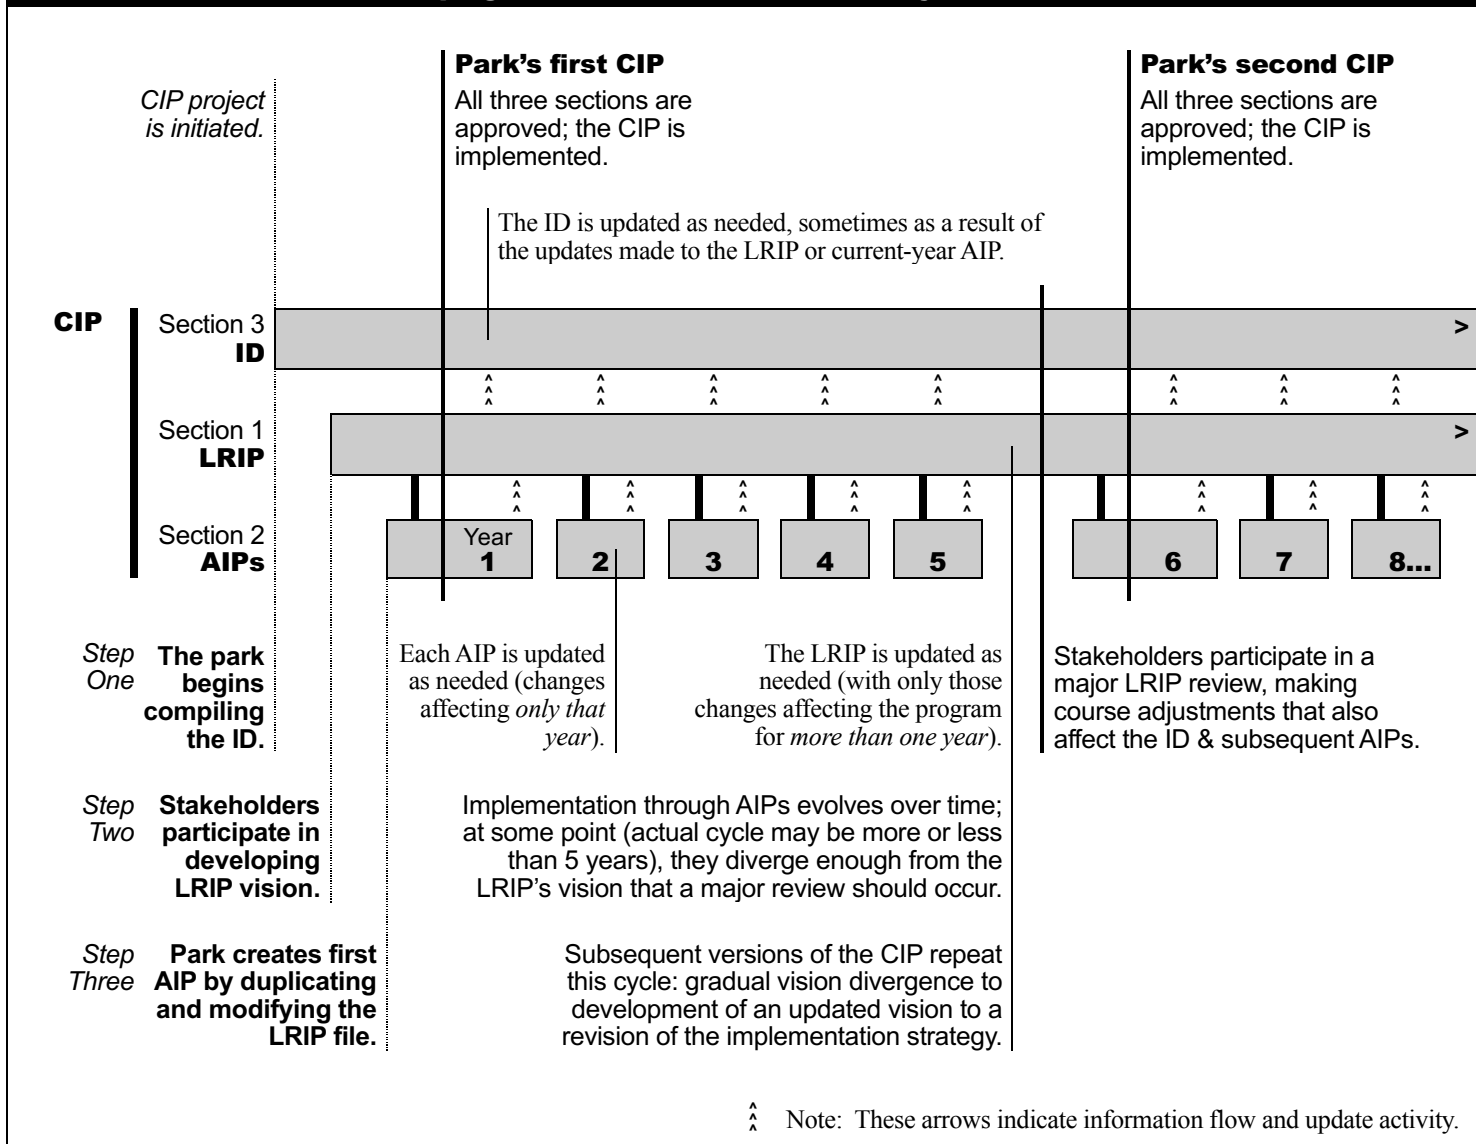 CIP project
is initiated.
Park's first CIP
All three sections are
approved; the CIP is
implemented.
Park's second CIP
All three sections are
approved; the CIP is
implemented.
The ID is updated as needed, sometimes as a result of
the updates made to the LRIP or current-year AIP.
CIP
Section 3
ID
>
Section 1
LRIP
>
Section 2
AIPs
Year
1
2
3
4
5
6
7
8...
Step
One
The park
begins
compiling
the ID.
Each AIP is updated
as needed (changes
affecting only that
year).
The LRIP is updated as
needed (with only those
changes affecting the program
for more than one year).
Stakeholders participate in a
major LRIP review, making
course adjustments that also
affect the ID & subsequent AIPs.
Step
Two
Stakeholders
participate in
developing
LRIP vision.
Implementation through AIPs evolves over time;
at some point (actual cycle may be more or less
than 5 years), they diverge enough from the
LRIP's vision that a major review should occur.
Step
Three
Park creates first
AIP by duplicating
and modifying the
LRIP file.
Subsequent versions of the CIP repeat
this cycle: gradual vision divergence to
development of an updated vision to a
revision of the implementation strategy.
Note: These arrows indicate information flow and update activity.